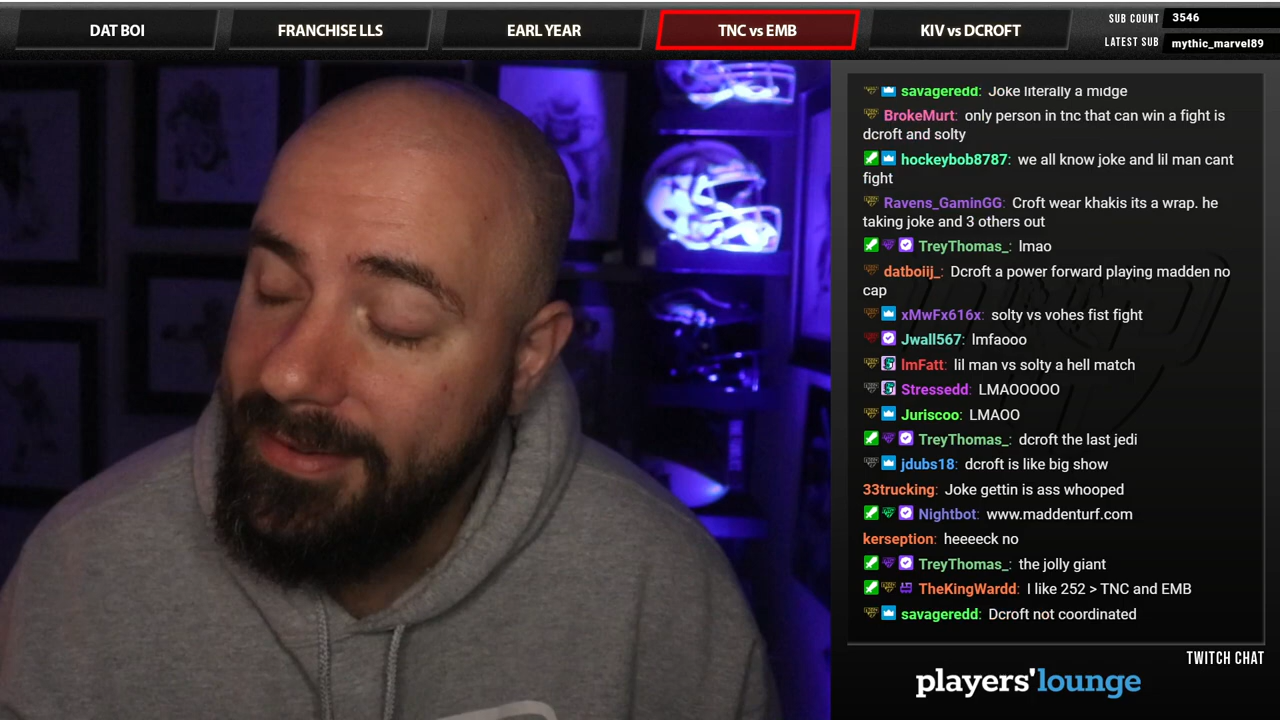 DAT BOI
FRANCHISE LLS
EARL YEAR
TNC vs EMB
KIV vs DCROFT
SUB COUNT 3546
LATEST SUB mythic_marvel89
savageredd: Joke literally a midge
BrokeMurt: only person in tnc that can win a fight is
dcroft and solty
hockeybob8787: we all know joke and lil man cant
fight
Ravens_GaminGG: Croft wear khakis its a wrap. he
taking joke and 3 others out
TreyThomas_: lmao
datboiij_: Dcroft a power forward playing madden no
cap
xMwFx616x: solty vs vohes fist fight
Jwall567: lmfaooo
lmFatt: lil man vs solty a hell match
Stressedd: LMAOOOOO
Juriscoo: LMAOO
TreyThomas_: dcroft the last jedi
jdubs18: dcroft is like big show
33trucking: Joke gettin is ass whooped
Nightbot: www.maddenturf.com
kerseption: heeeeck no
TreyThomas_: the jolly giant
TheKingWardd: I like 252 > TNC and EMB
savageredd: Dcroft not coordinated
TWITCH CHAT
players'lounge